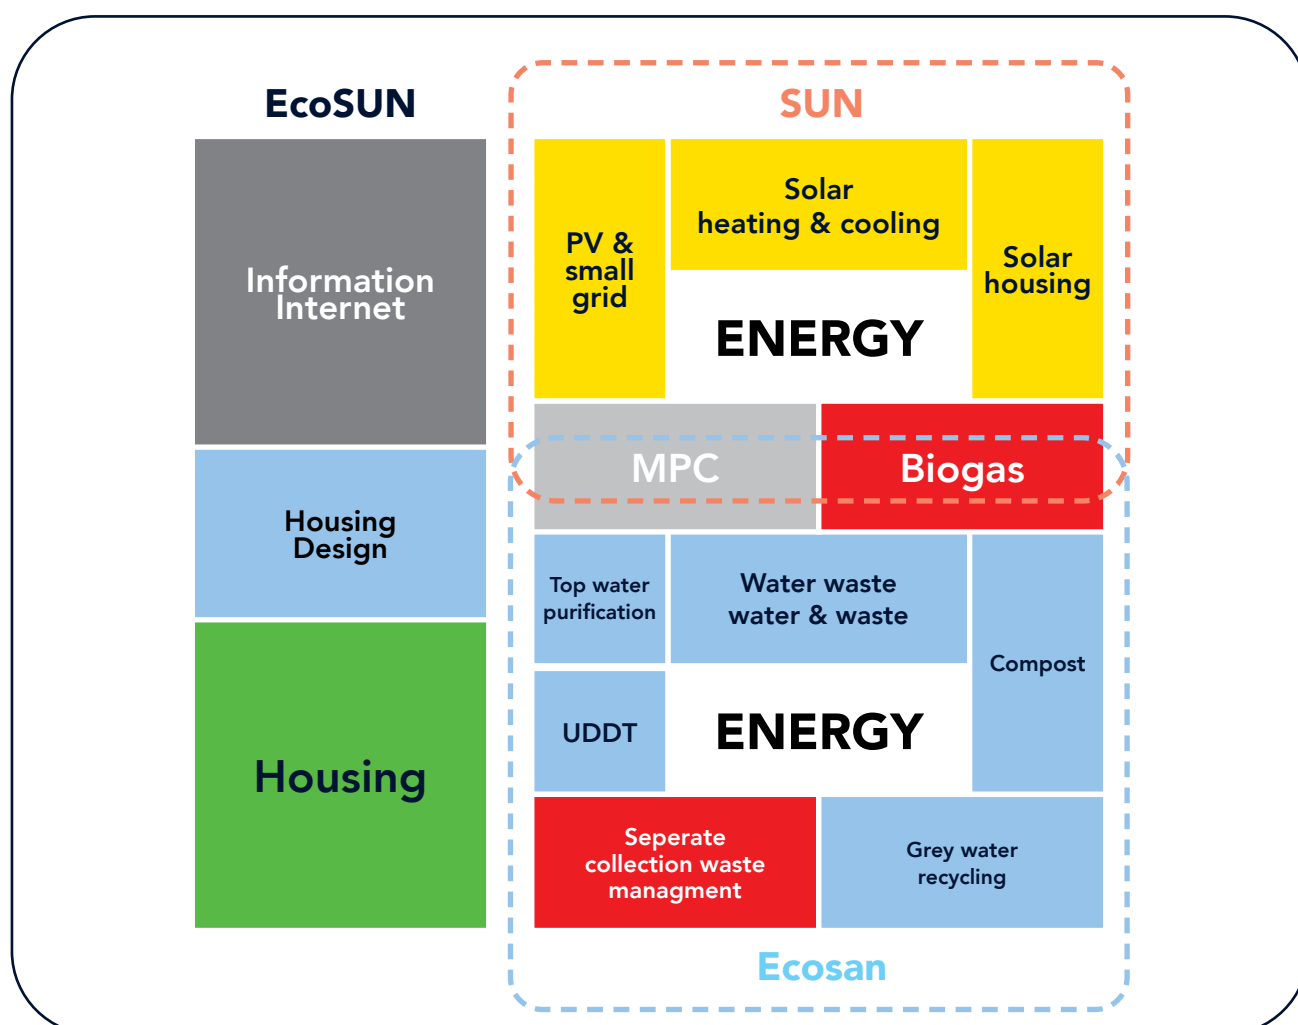 EcoSUN
Information
Internet
Housing
Design
Housing
SUN
PV &
small
grid
Solar
heating & cooling
Solar
housing
ENERGY
MPC
Biogas
Top water
purification
Water waste
water & waste
Compost
UDDT
ENERGY
Seperate
collection waste
managment
Grey water
recycling
Ecosan